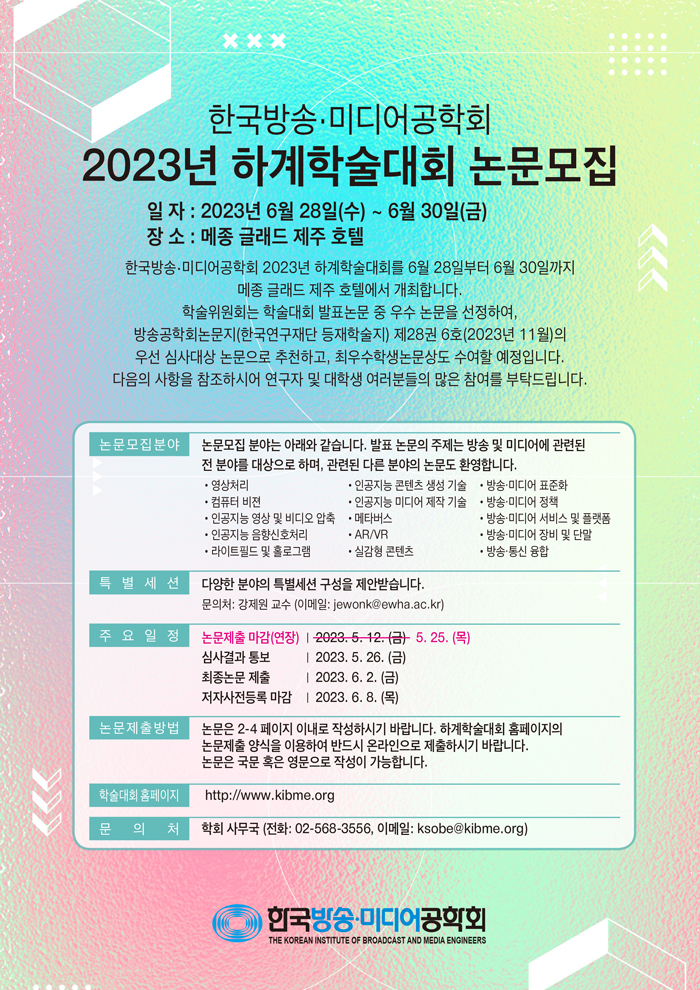 한국방송·미디어공학회
2023년 하계학술대회 논문모집
일 자 : 2023년 6월 28일(수) ~ 6월 30일(금)
장 소 : 메종 글래드 제주 호텔
한국방송·미디어공학회 2023년 하계학술대회를 6월 28일부터 6월 30일까지
메종 글래드 제주 호텔에서 개최합니다.
학술위원회는 학술대회 발표논문 중 우수 논문을 선정하여,
방송공학회논문지(한국연구재단 등재학술지) 제28권 6호(2023년 11월)의
우선 심사대상 논문으로 추천하고, 최우수학생논문상도 수여할 예정입니다.
다음의 사항을 참조하시어 연구자 및 대학생 여러분들의 많은 참여를 부탁드립니다.
논문모집분야
논문모집 분야는 아래와 같습니다. 발표 논문의 주제는 방송 및 미디어에 관련된
전 분야를 대상으로 하며, 관련된 다른 분야의 논문도 환영합니다.
• 영상처리
• 컴퓨터 비젼
• 인공지능 영상 및 비디오 압축
• 인공지능 음향신호처리
• 라이트필드 및 홀로그램
• 인공지능 콘텐츠 생성 기술
• 인공지능 미디어 제작 기술
• 메타버스
• AR/VR
• 실감형 콘텐츠
• 방송·미디어 표준화
• 방송·미디어 정책
• 방송·미디어 서비스 및 플랫폼
• 방송·미디어 장비 및 단말
• 방송·통신 융합
특 별 세 션
다양한 분야의 특별세션 구성을 제안받습니다.
문의처: 강제원 교수 (이메일: jewonk@ewha.ac.kr)
주 요 일 정
논문제출 마감(연장) | 2023. 5. 12. (금) 5. 25. (목)
심사결과 통보 | 2023. 5. 26. (금)
최종논문 제출 | 2023. 6. 2. (금)
저자사전등록 마감 | 2023. 6. 8. (목)
논문제출방법
논문은 2-4 페이지 이내로 작성하시기 바랍니다. 하계학술대회 홈페이지의
논문제출 양식을 이용하여 반드시 온라인으로 제출하시기 바랍니다.
논문은 국문 혹은 영문으로 작성이 가능합니다.
학술대회 홈페이지
http://www.kibme.org
문 의 처
학회 사무국 (전화: 02-568-3556, 이메일: ksobe@kibme.org)
한국방송·미디어공학회
THE KOREAN INSTITUTE OF BROADCAST AND MEDIA ENGINEERS